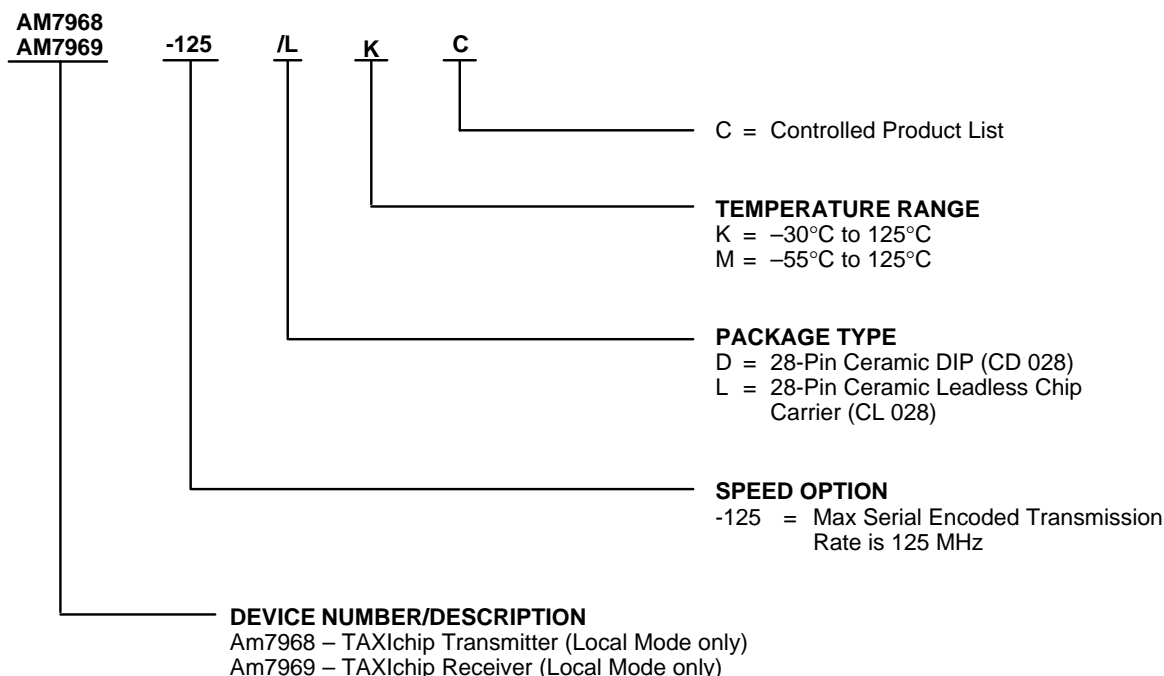 AM7968
AM7969 -125 /L K C
C = Controlled Product List
TEMPERATURE RANGE
K = –30°C to 125°C
M = –55°C to 125°C
PACKAGE TYPE
D = 28-Pin Ceramic DIP (CD 028)
L = 28-Pin Ceramic Leadless Chip
Carrier (CL 028)
SPEED OPTION
-125 = Max Serial Encoded Transmission
Rate is 125 MHz
DEVICE NUMBER/DESCRIPTION
Am7968 – TAXIchip Transmitter (Local Mode only)
Am7969 – TAXIchip Receiver (Local Mode only)